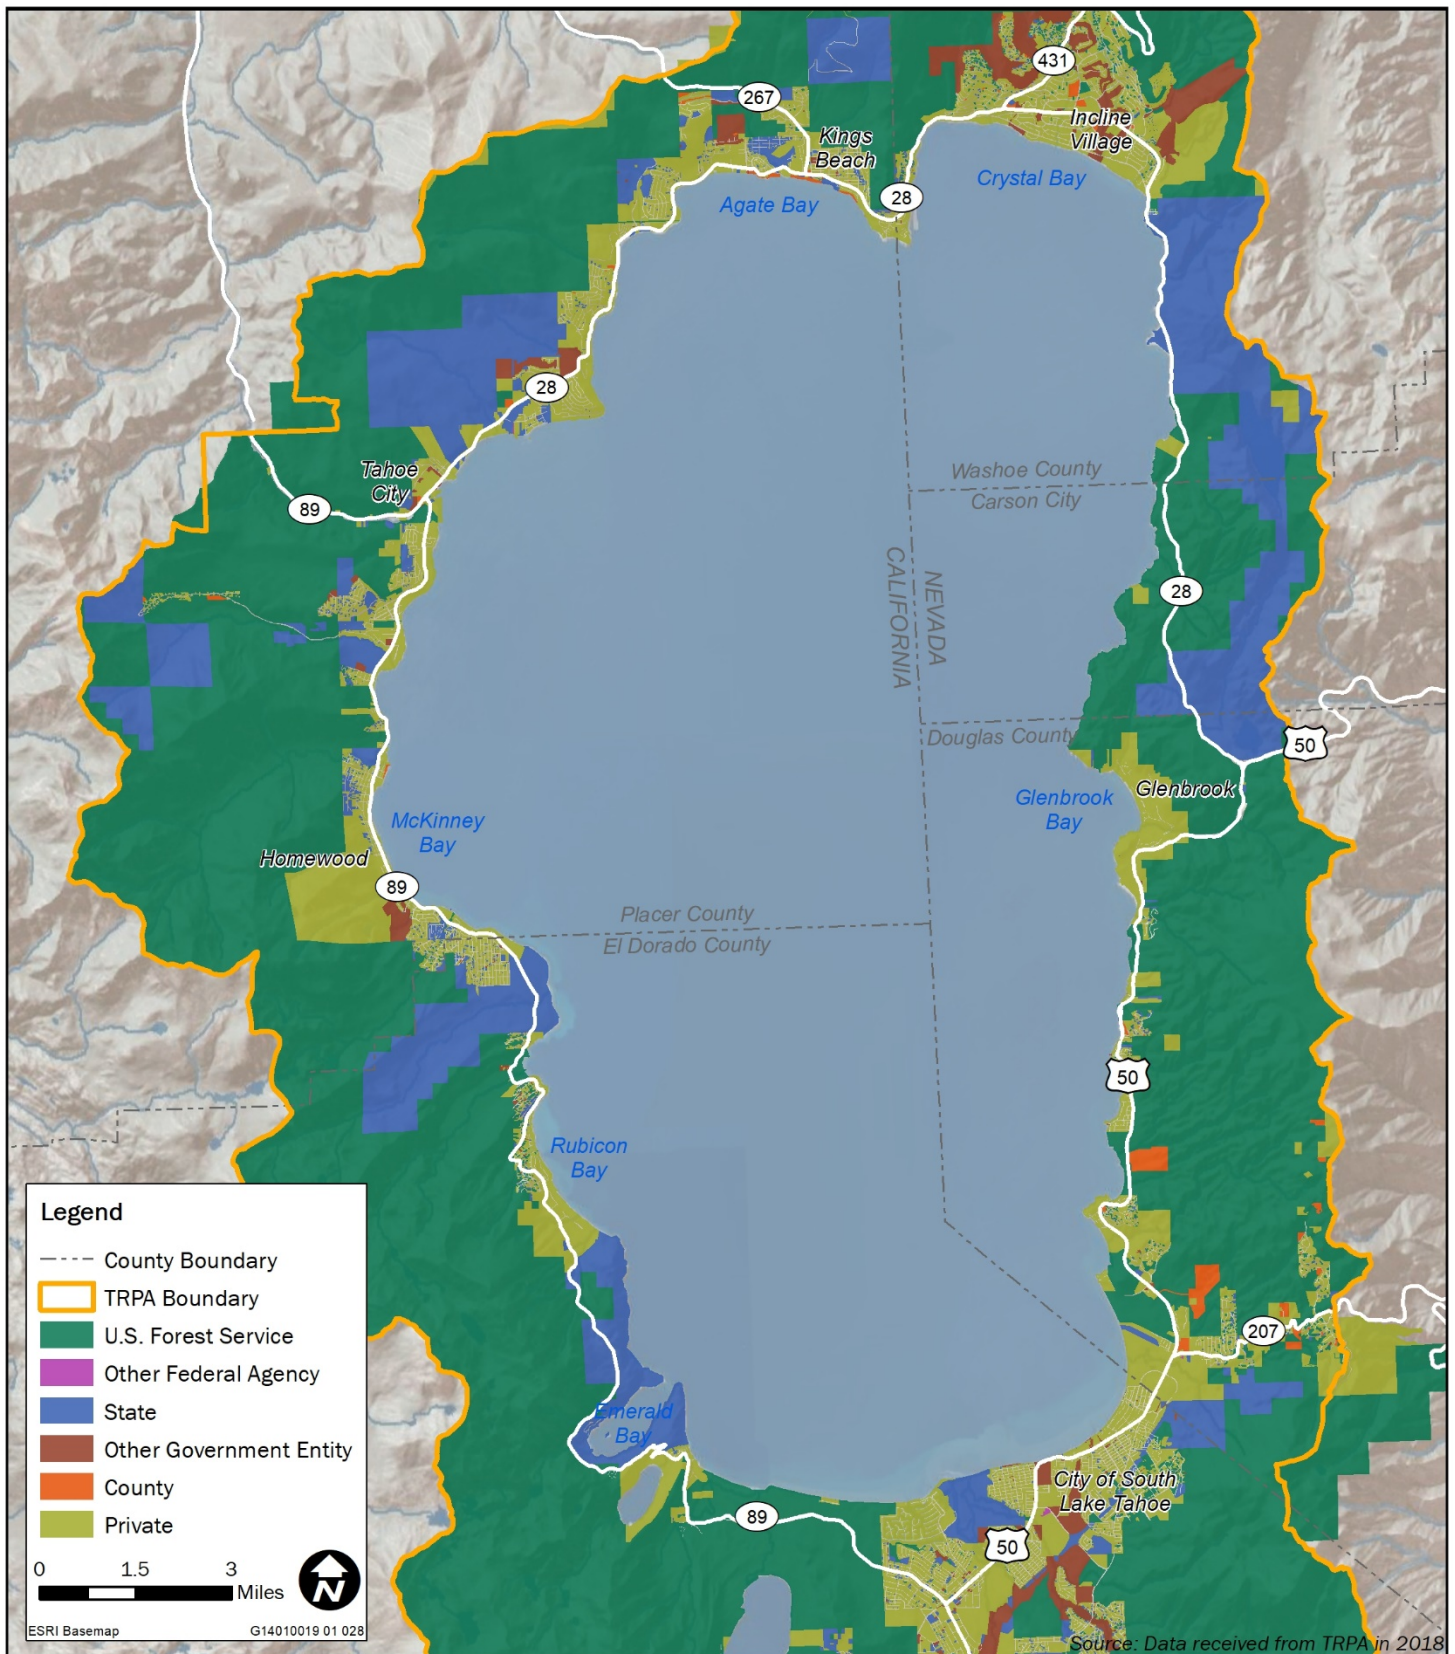 431
267
Incline
Village
Kings
Beach
Crystal Bay
28
Agate Bay
28
Tahoe
City
89
Washoe County
Carson City
NEVADA
CALIFORNIA
28
Douglas County
50
Glenbrook
Glenbrook
Bay
McKinney
Bay
Homewood
89
Placer County
El Dorado County
50
Rubicon
Bay
207
Emerald
Bay
City of South
Lake Tahoe
89
50
Legend
County Boundary
TRPA Boundary
U.S. Forest Service
Other Federal Agency
State
Other Government Entity
County
Private
0 1.5 3
Miles
N
ESRI Basemap G14010019 01 028
Source: Data received from TRPA in 2018